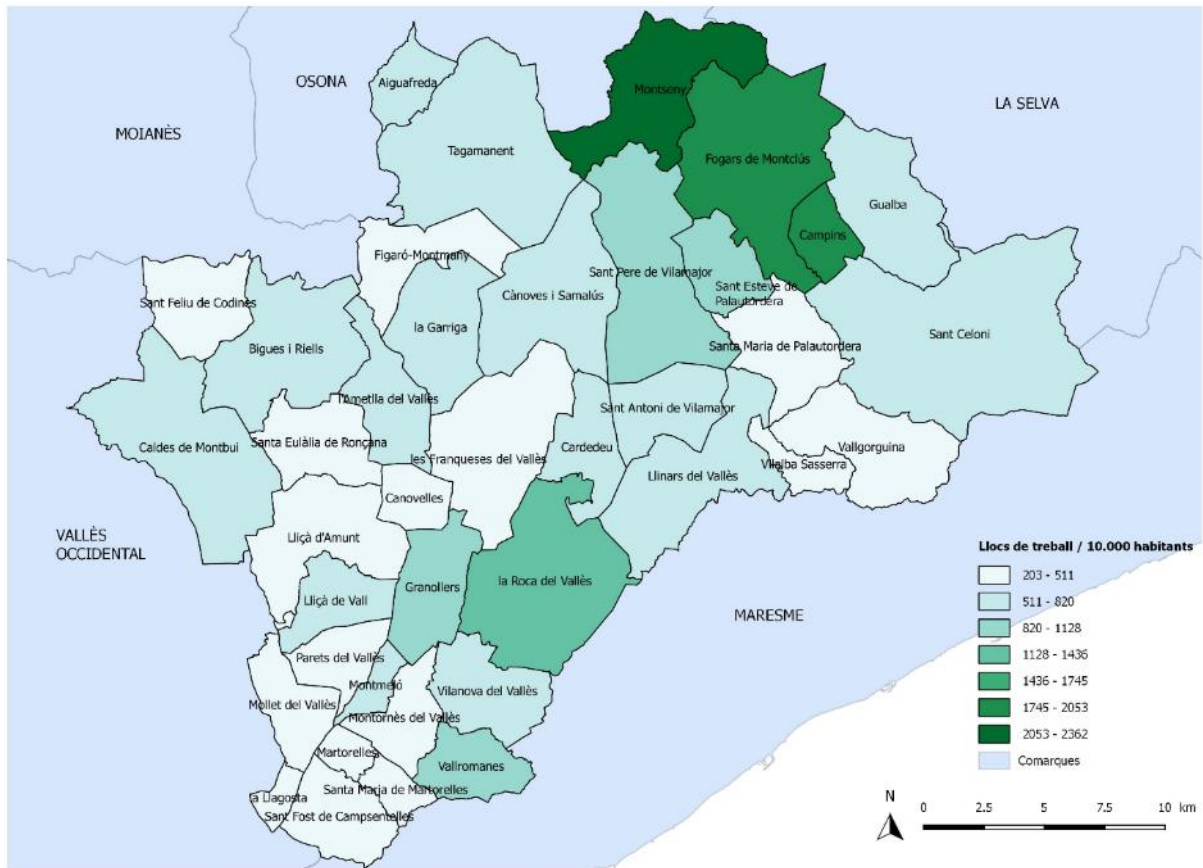 OSONA
Aiguafreda
Montseny
LA SELVA
MOIANÈS
Tagamanent
Fogars de Montclús
Gualba
Campins
Figaró-Montmany
Sant Pere de Vilamajor
Sant Esteve de
Palautordera
Sant Feliu de Codines
Cànoves i Samalús
la Garriga
Sant Celoni
Bigues i Riells
Santa Maria de Palautordera
l'Ametlla del Vallès
Sant Antoni de Vilamajor
Santa Eulàlia de Ronçana
Caldes de Montbui
Cardedeu
Vallgorguina
les Franqueses del Vallès
Vilalba Sasserra
Llinars del Vallès
Canovelles
VALLÈS
OCCIDENTAL
Lliçà d'Amunt
Granollers
la Roca del Vallès
Lliçà de Vall
MARESME
Parets del Vallès
Montmeló
Vilanova del Vallès
Mollet del Vallès
Montornès del Vallès
Martorelles
Vallromanes
Santa Maria de Martorelles
la Llagosta
Sant Fost de Campsentelles
Llocs de treball / 10.000 habitants
203 - 511
511 - 820
820 - 1128
1128 - 1436
1436 - 1745
1745 - 2053
2053 - 2362
Comarques
N
0 2.5 5 7.5 10 km